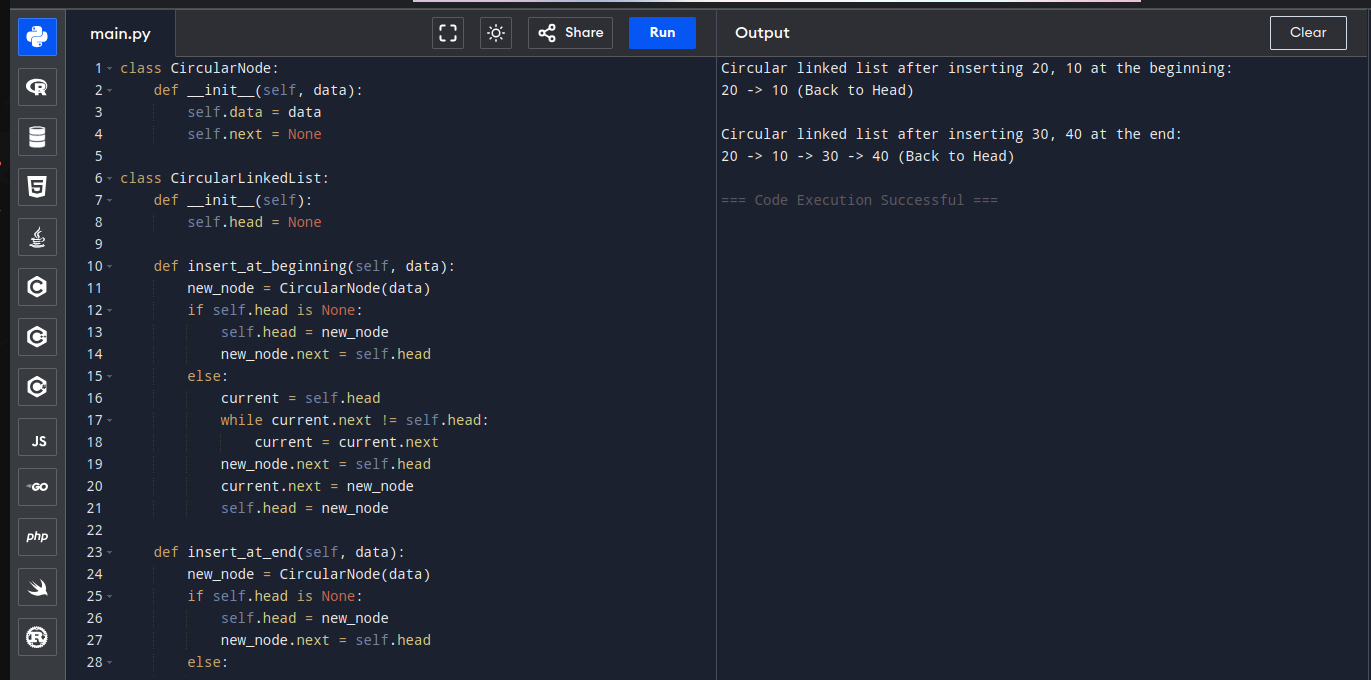 main.py
Share
Run
Output
Clear
1 class CircularNode:
2     def __init__(self, data):
3         self.data = data
4         self.next = None
5
6 class CircularLinkedList:
7     def __init__(self):
8         self.head = None
9
10     def insert_at_beginning(self, data):
11         new_node = CircularNode(data)
12         if self.head is None:
13             self.head = new_node
14             new_node.next = self.head
15         else:
16             current = self.head
17             while current.next != self.head:
18                 current = current.next
19             new_node.next = self.head
20             current.next = new_node
21             self.head = new_node
22
23     def insert_at_end(self, data):
24         new_node = CircularNode(data)
25         if self.head is None:
26             self.head = new_node
27             new_node.next = self.head
28         else:
Circular linked list after inserting 20, 10 at the beginning:
20 -> 10 (Back to Head)

Circular linked list after inserting 30, 40 at the end:
20 -> 10 -> 30 -> 40 (Back to Head)

=== Code Execution Successful ===
R
5
C
C
C
JS
GO
php
R